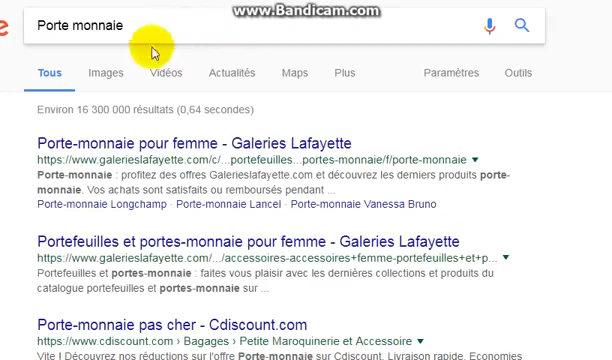 www.Bandicam.com
Porte monnaie
Tous Images Vidéos Actualités Maps Plus Paramètres Outils
Environ 16 300 000 résultats (0,64 secondes)
Porte-monnaie pour femme - Galeries Lafayette
https://www.galerieslafayette.com/c/...portefeuilles...portes-monnaie/f/porte-monnaie
Porte-monnaie : profitez des offres Galerieslafayette.com et découvrez les derniers produits porte-
monnaie. Vos achats sont satisfaits ou remboursés pendant ...
Porte-monnaie Longchamp · Porte-monnaie Lancel · Porte-monnaie Vanessa Bruno
Portefeuilles et portes-monnaie pour femme - Galeries Lafayette
https://www.galerieslafayette.com/.../accessoires-accessoires+femme-portefeuilles+et+p...
Portefeuilles et portes-monnaie : faites vous plaisir avec les dernières collections et produits du
catalogue portefeuilles et portes-monnaie sur ...
Porte-monnaie pas cher - Cdiscount.com
https://www.cdiscount.com › Bagages › Petite Maroquinerie et Accessoire
Vite ! Découvrez nos réductions sur l'offre Porte-monnaie sur Cdiscount. Livraison rapide. Economies